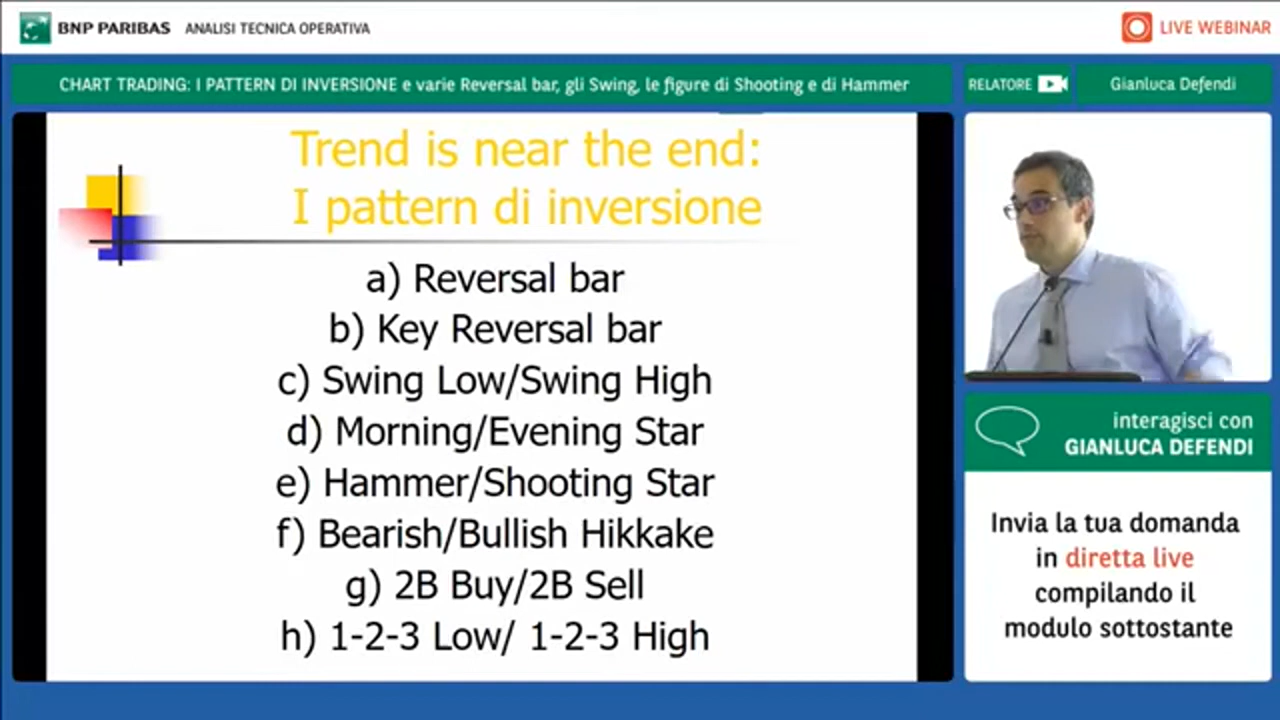 BNP PARIBAS ANALISI TECNICA OPERATIVA
LIVE WEBINAR
CHART TRADING: I PATTERN DI INVERSIONE e varie Reversal bar, gli Swing, le figure di Shooting e di Hammer
RELATORE
Gianluca Defendi
Trend is near the end:
I pattern di inversione
a) Reversal bar
b) Key Reversal bar
c) Swing Low/Swing High
d) Morning/Evening Star
e) Hammer/Shooting Star
f) Bearish/Bullish Hikkake
g) 2B Buy/2B Sell
h) 1-2-3 Low/ 1-2-3 High
interagisci con
GIANLUCA DEFENDI
Invia la tua domanda
in diretta live
compilando il
modulo sottostante